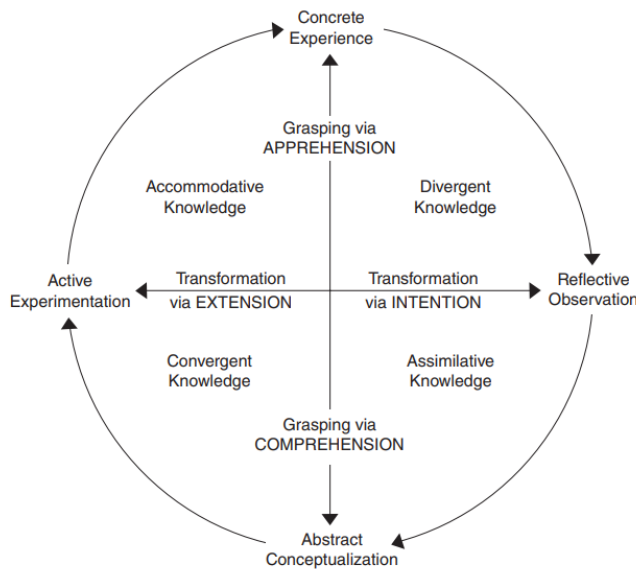 Concrete
Experience
Grasping via
APPREHENSION
Accommodative
Knowledge
Divergent
Knowledge
Active
Experimentation
Transformation
via EXTENSION
Transformation
via INTENTION
Reflective
Observation
Convergent
Knowledge
Assimilative
Knowledge
Grasping via
COMPREHENSION
Abstract
Conceptualization